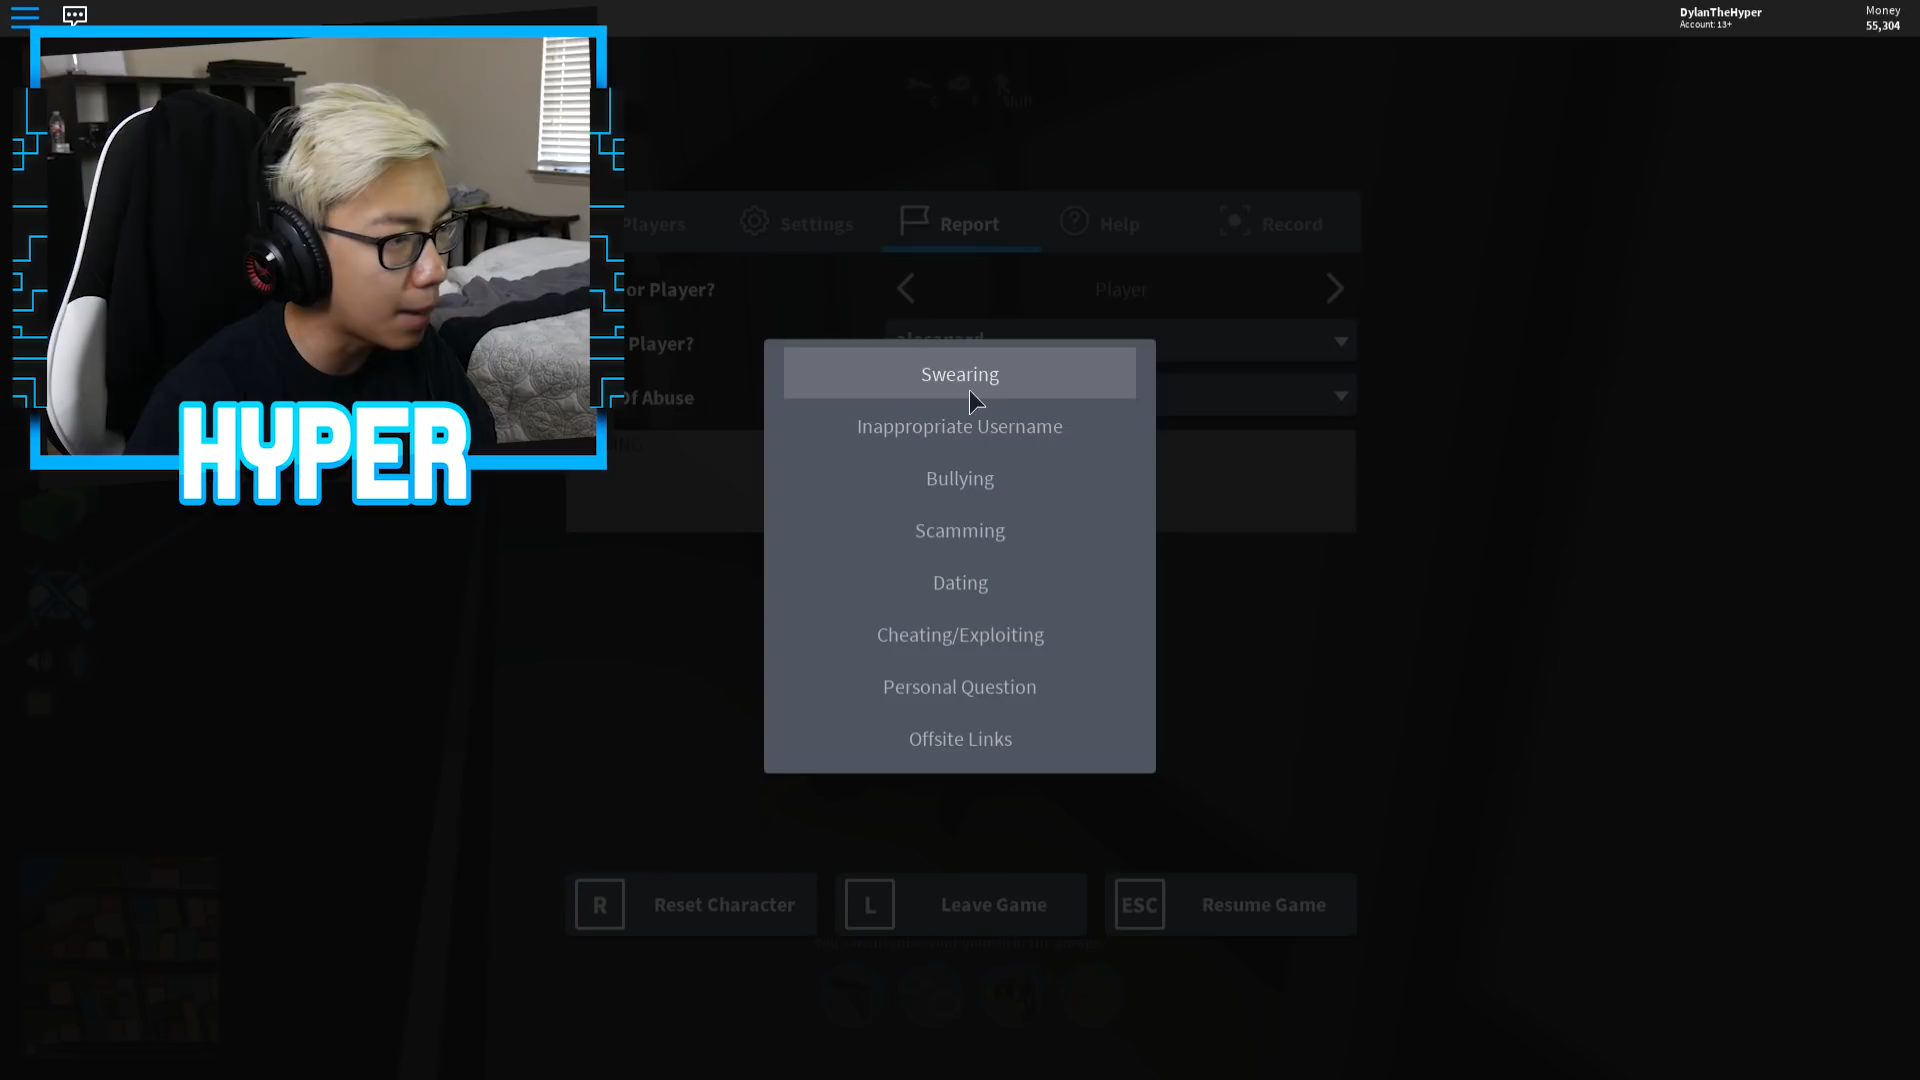 DylanTheHyper
Account: 13+
Money
55,304
Players
Settings
Report
Help
Record
or Player?
Player
Player?
Of Abuse
Swearing
Inappropriate Username
Bullying
Scamming
Dating
Cheating/Exploiting
Personal Question
Offsite Links
HYPER
R
Reset Character
L
Leave Game
ESC
Resume Game